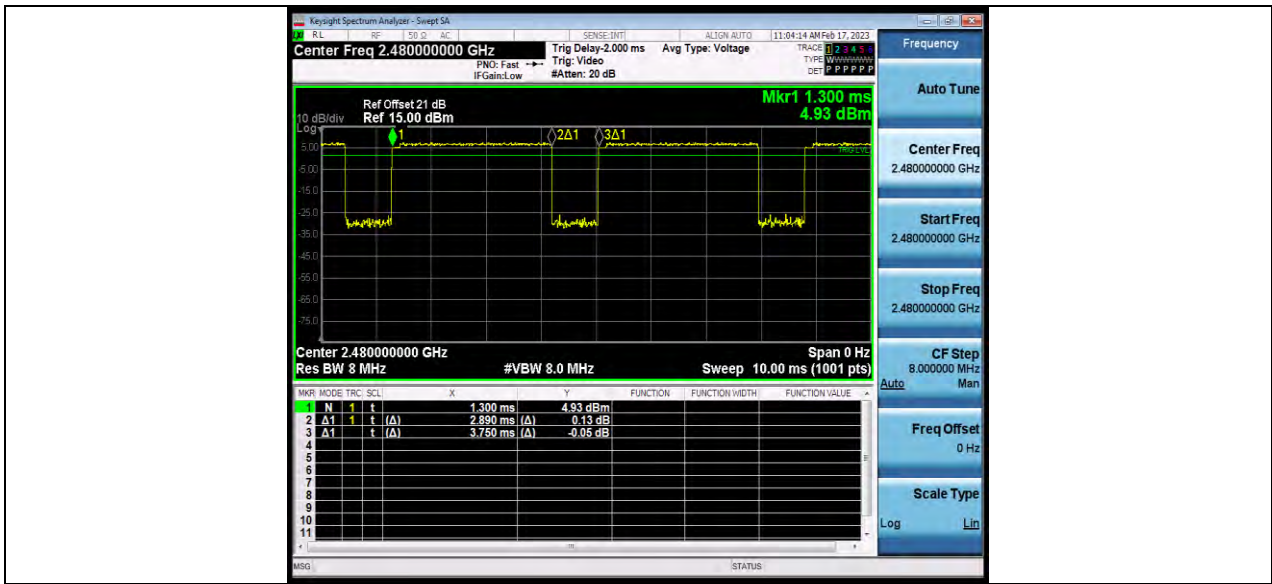 Keysight Spectrum Analyzer - Swept SA
LXI RL RF 50 Ω AC SENSE:INT ALIGN AUTO 11:04:14 AM Feb 17, 2023
Center Freq 2.480000000 GHz Trig Delay-2.000 ms Avg Type: Voltage TRACE 1 2 3 4 5 6
PNO: Fast Trig: Video TYPE WWWWWW
IFGain:Low #Atten: 20 dB DET P P P P P P
Mkr1 1.300 ms
4.93 dBm
Ref Offset 21 dB
10 dB/div Ref 15.00 dBm
Log
1 2Δ1 3Δ1
5.00
TRIG LVL
-5.00
-15.0
-25.0
-35.0
-45.0
-55.0
-65.0
-75.0
Center 2.480000000 GHz Span 0 Hz
Res BW 8 MHz #VBW 8.0 MHz Sweep 10.00 ms (1001 pts)
MKR MODE TRC SCL X Y FUNCTION FUNCTION WIDTH FUNCTION VALUE
1 N 1 t 1.300 ms 4.93 dBm
2 Δ1 1 t (Δ) 2.890 ms (Δ) 0.13 dB
3 Δ1 t (Δ) 3.750 ms (Δ) -0.05 dB
4
5
6
7
8
9
10
11
MSG STATUS
Frequency
Auto Tune
Center Freq
2.480000000 GHz
Start Freq
2.480000000 GHz
Stop Freq
2.480000000 GHz
CF Step
8.000000 MHz
Auto Man
Freq Offset
0 Hz
Scale Type
Log Lin